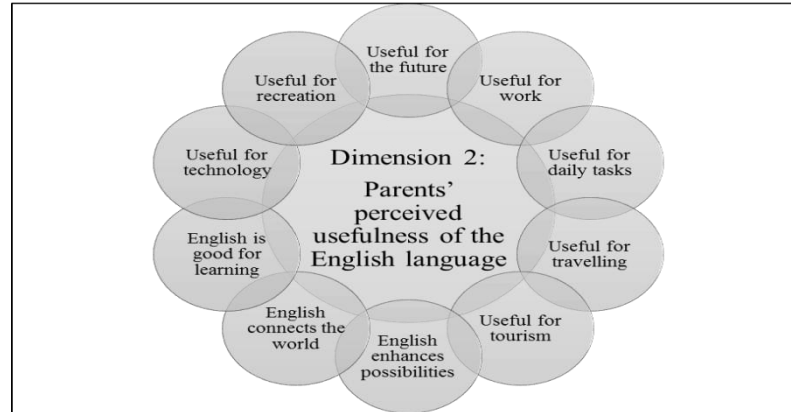 Useful for
the future
Useful for
work
Useful for
daily tasks
Useful for
travelling
Useful for
tourism
English
enhances
possibilities
English
connects the
world
English is
good for
learning
Useful for
technology
Useful for
recreation
Dimension 2:
Parents'
perceived
usefulness of the
English language